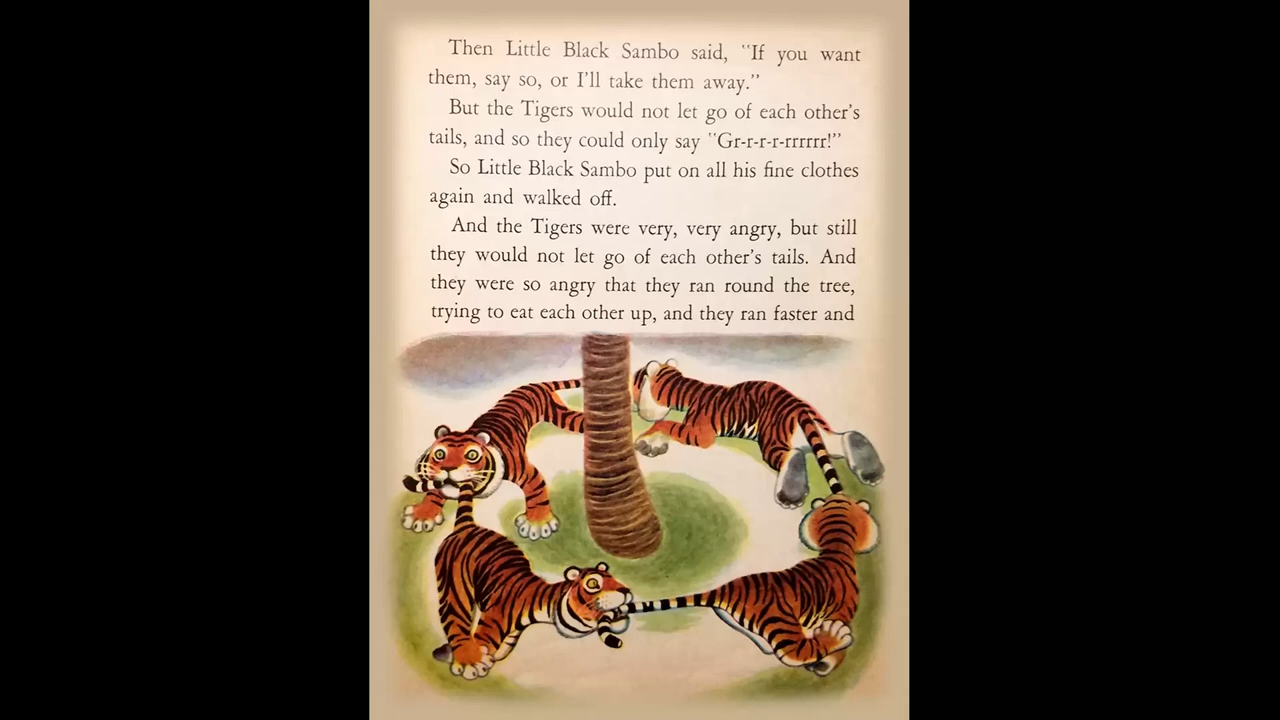 Then Little Black Sambo said, "If you want
them, say so, or I'll take them away."
But the Tigers would not let go of each other's
tails, and so they could only say "Gr-r-r-r-rrrrrr!"
So Little Black Sambo put on all his fine clothes
again and walked off.
And the Tigers were very, very angry, but still
they would not let go of each other's tails. And
they were so angry that they ran round the tree,
trying to eat each other up, and they ran faster and